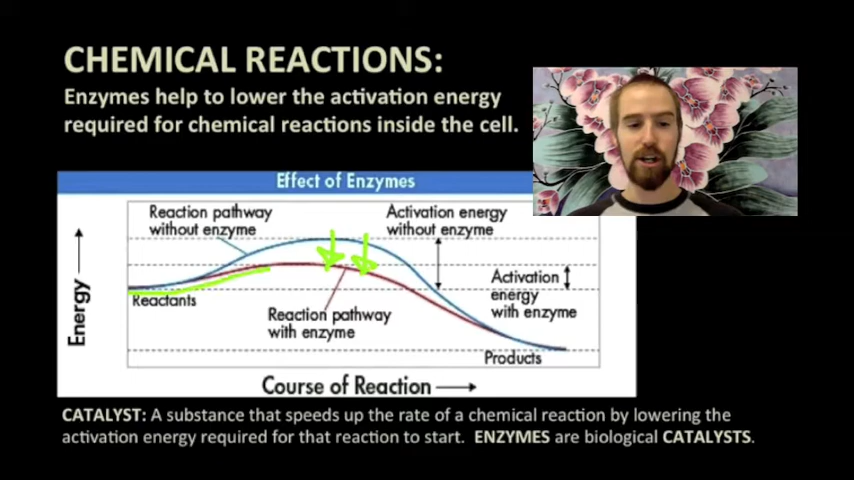 CHEMICAL REACTIONS:
Enzymes help to lower the activation energy
required for chemical reactions inside the cell.
Effect of Enzymes
Reaction pathway
without enzyme
Activation energy
without enzyme
Activation
energy
with enzyme
Reactants
Energy
Reaction pathway
with enzyme
Products
Course of Reaction
CATALYST: A substance that speeds up the rate of a chemical reaction by lowering the
activation energy required for that reaction to start. ENZYMES are biological CATALYSTS.